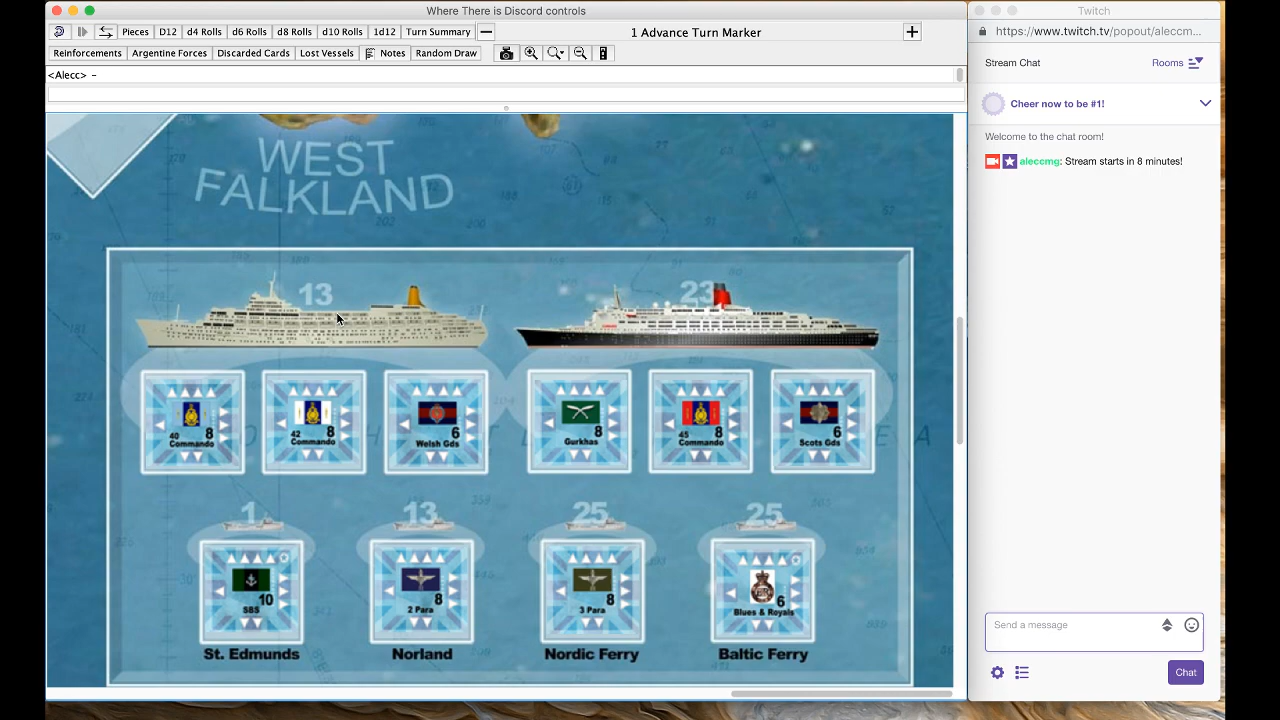 Where There is Discord controls
Pieces D12 d4 Rolls d6 Rolls d8 Rolls d10 Rolls 1d12 Turn Summary
1 Advance Turn Marker
Reinforcements Argentine Forces Discarded Cards Lost Vessels Notes Random Draw
<Alecc> -
WEST
FALKLAND
13 23
40 8
Commando
42 8
Commando
6
Welsh Gds
8
Gurkhas
45 8
Commando
6
Scots Gds
1 13 25 25
10
SBS
8
2 Para
8
3 Para
6
Blues & Royals
St. Edmunds Norland Nordic Ferry Baltic Ferry
Twitch
https://www.twitch.tv/popout/aleccm...
Stream Chat Rooms
Cheer now to be #1!
Welcome to the chat room!
aleccmg: Stream starts in 8 minutes!
Send a message
Chat